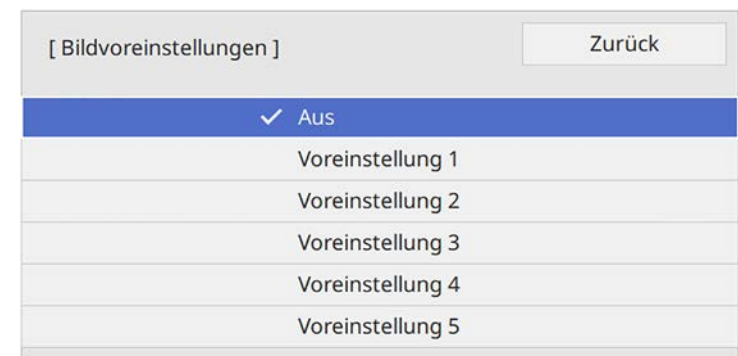 [ Bildvoreinstellungen ]
Zurück
Aus
Voreinstellung 1
Voreinstellung 2
Voreinstellung 3
Voreinstellung 4
Voreinstellung 5